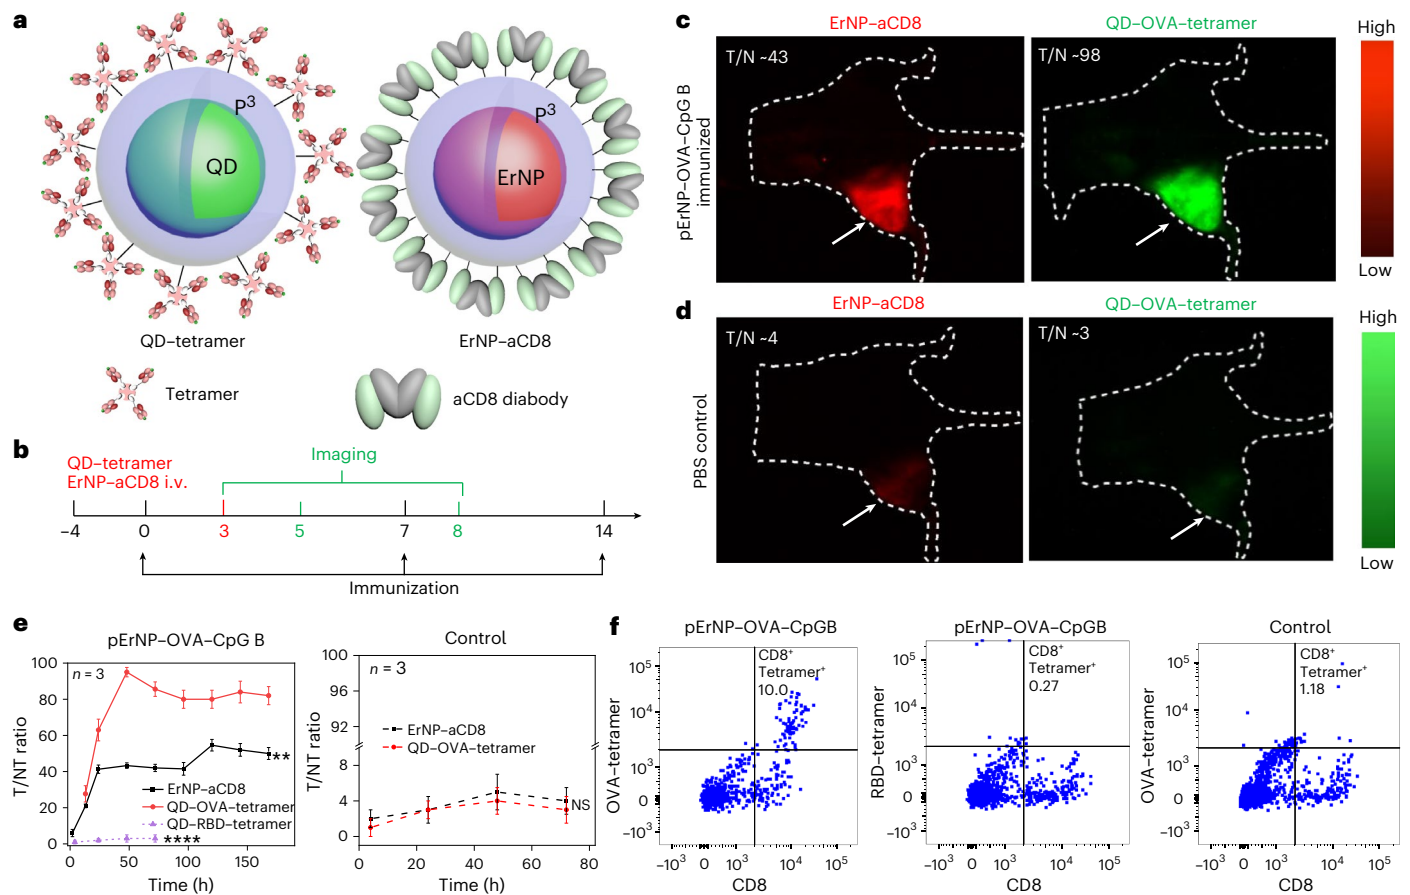 a
P³
QD
P³
ErNP
QD–tetramer
ErNP–aCD8
Tetramer
aCD8 diabody
b
QD–tetramer
ErNP–aCD8 i.v.
Imaging
–4
0
3
5
7
8
14
Immunization
c
ErNP–aCD8
QD–OVA–tetramer
pErNP–OVA–CpG B
immunized
T/N ~43
T/N ~98
High
Low
d
ErNP–aCD8
QD–OVA–tetramer
PBS control
T/N ~4
T/N ~3
High
Low
e
pErNP–OVA–CpG B
n = 3
T/NT ratio
100
80
60
40
20
0
**
ErNP–aCD8
QD–OVA–tetramer
QD–RBD–tetramer
****
0
50
100
150
Time (h)
Control
n = 3
T/NT ratio
100
96
92
8
4
0
ErNP–aCD8
QD–OVA–tetramer
NS
0
20
40
60
80
Time (h)
f
pErNP–OVA–CpGB
CD8⁺
Tetramer⁺
10.0
OVA–tetramer
10⁵
10⁴
10³
0
–10³
–10³
0
10³
10⁴
10⁵
CD8
pErNP–OVA–CpGB
CD8⁺
Tetramer⁺
0.27
RBD–tetramer
10⁵
10⁴
10³
0
–10³
–10³
0
10³
10⁴
10⁵
CD8
Control
CD8⁺
Tetramer⁺
1.18
OVA–tetramer
10⁵
10⁴
10³
0
–10³
–10³
0
10³
10⁴
10⁵
CD8